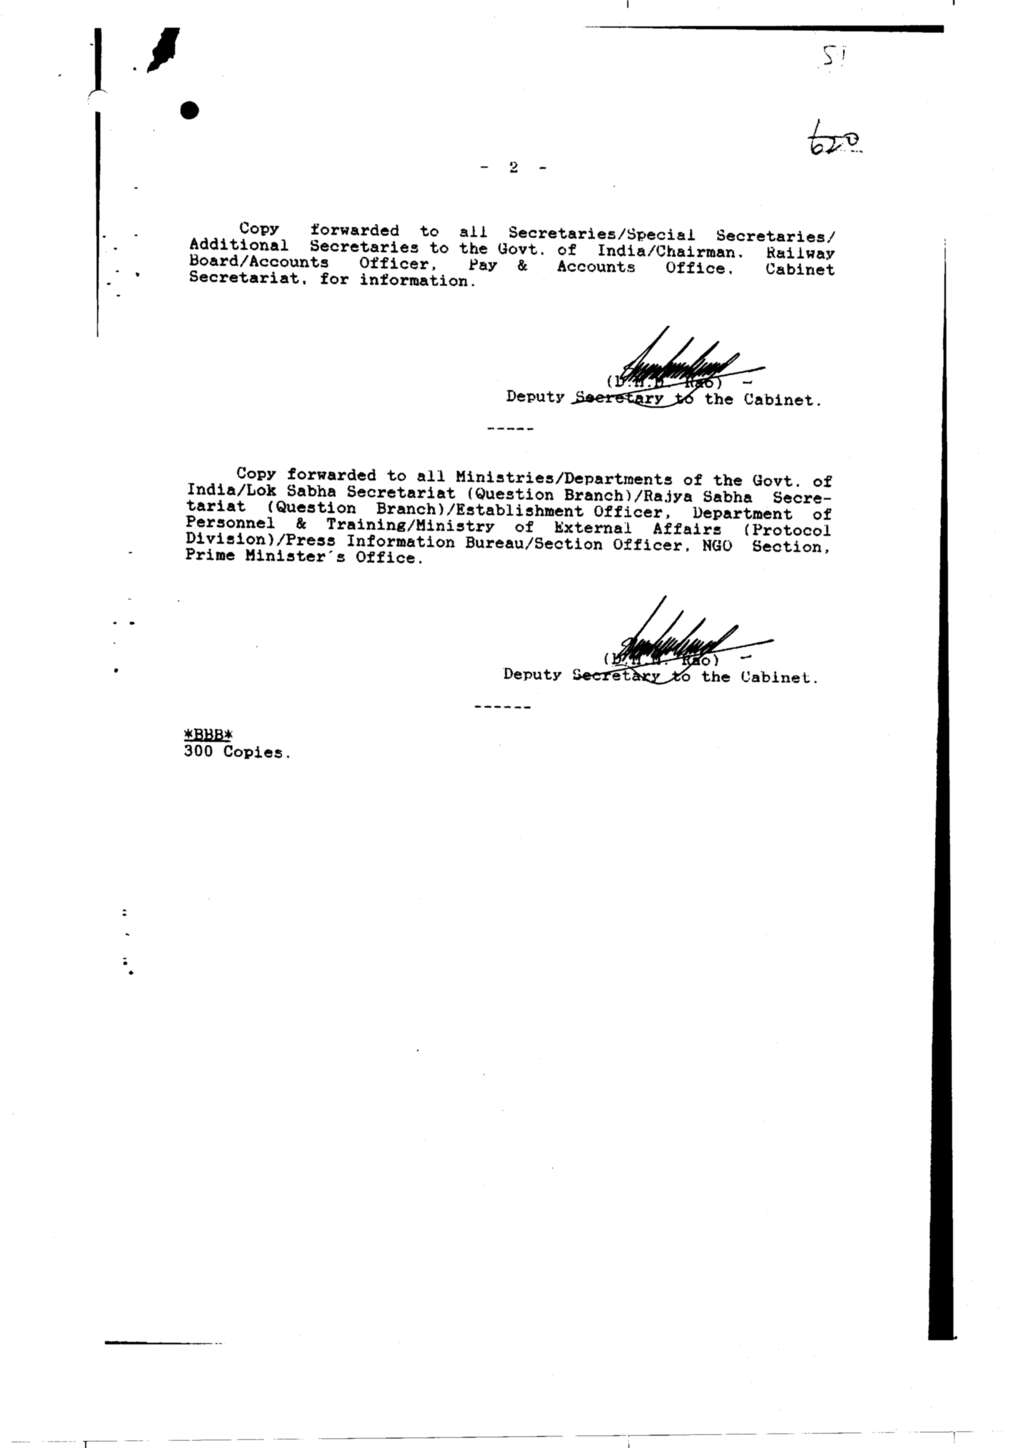 51
620
- 2 -
Copy forwarded to all Secretaries/Special Secretaries/
Additional Secretaries to the Govt. of India/Chairman. Railway
Board/Accounts Officer, Pay & Accounts Office. Cabinet
Secretariat, for information.
Rao)
Deputy Secretary to the Cabinet.
-----
Copy forwarded to all Ministries/Departments of the Govt. of
India/Lok Sabha Secretariat (Question Branch)/Rajya Sabha Secre-
tariat (Question Branch)/Establishment Officer, Department of
Personnel & Training/Ministry of External Affairs (Protocol
Division)/Press Information Bureau/Section Officer, NGO Section,
Prime Minister's Office.
Rao)
Deputy Secretary to the Cabinet.
------
*BBB*
300 Copies.